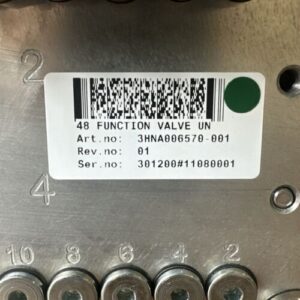 2
48 FUNCTION VALVE UN
Art.no: 3HNA006570-001
Rev.no: 01
Ser.no: 301200#11080001
4
10 8 6 4 2